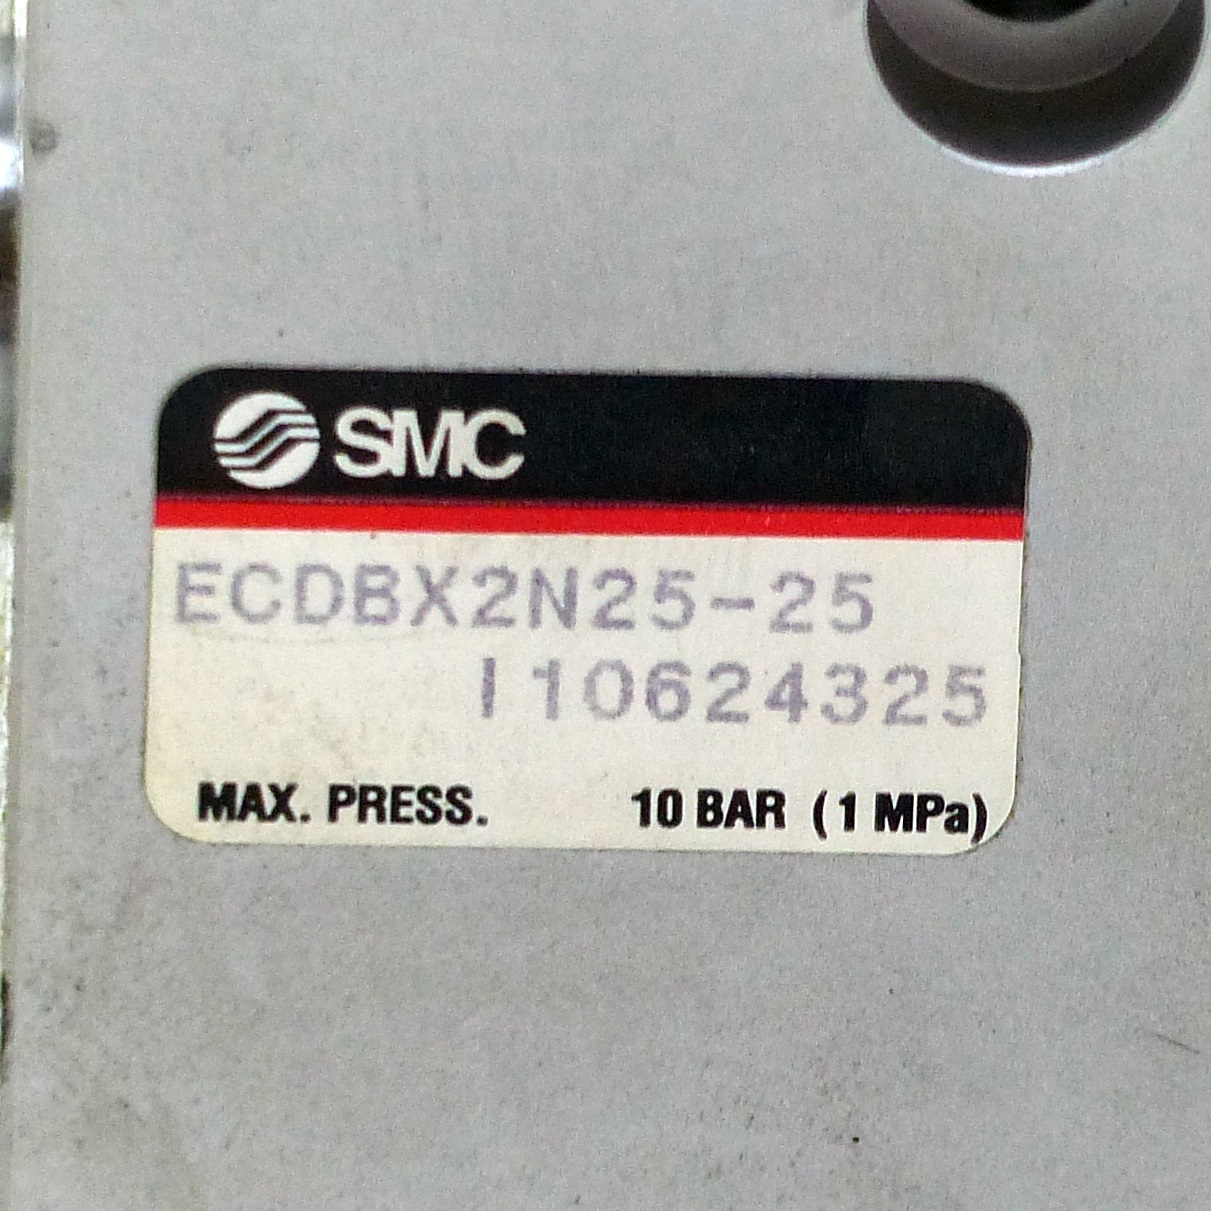 SMC
ECDBX2N25-25
I10624325
MAX. PRESS. 10 BAR (1 MPa)